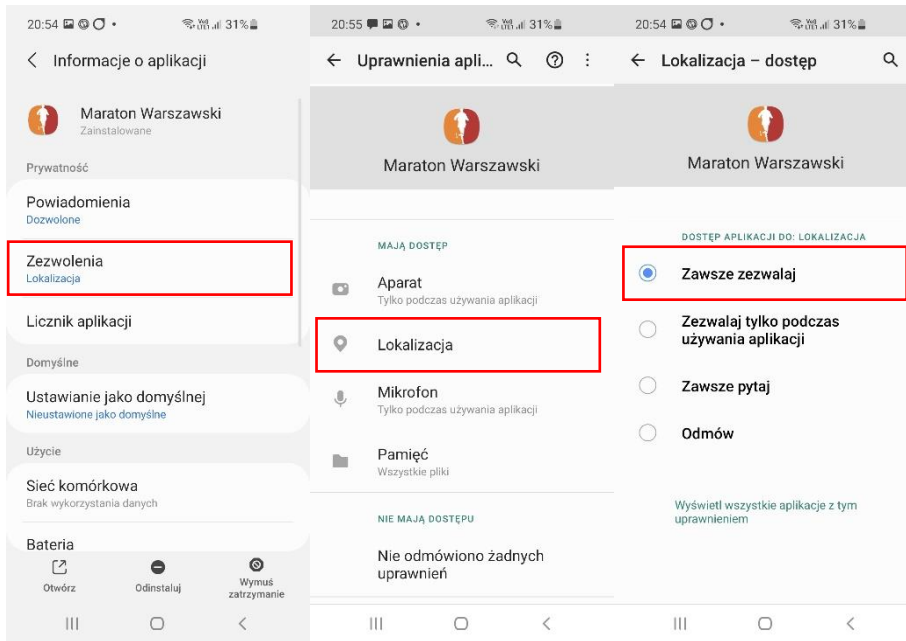 20:54
31%
Informacje o aplikacji
Maraton Warszawski
Zainstalowane
Prywatność
Powiadomienia
Dozwolone
Zezwolenia
Lokalizacja
Licznik aplikacji
Domyślne
Ustawianie jako domyślnej
Nieustawione jako domyślne
Użycie
Sieć komórkowa
Brak wykorzystania danych
Bateria
Otwórz
Odinstaluj
Wymuś
zatrzymanie
20:55
31%
Uprawnienia apli...
Maraton Warszawski
MAJĄ DOSTĘP
Aparat
Tylko podczas używania aplikacji
Lokalizacja
Mikrofon
Tylko podczas używania aplikacji
Pamięć
Wszystkie pliki
NIE MAJĄ DOSTĘPU
Nie odmówiono żadnych
uprawnień
20:54
31%
Lokalizacja – dostęp
Maraton Warszawski
DOSTĘP APLIKACJI DO: LOKALIZACJA
Zawsze zezwalaj
Zezwalaj tylko podczas
używania aplikacji
Zawsze pytaj
Odmów
Wyświetl wszystkie aplikacje z tym
uprawnieniem